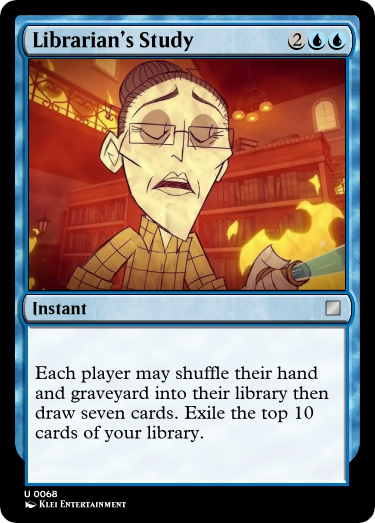 Librarian's Study 2
Instant
Each player may shuffle their hand
and graveyard into their library then
draw seven cards. Exile the top 10
cards of your library.
U 0068
Klei Entertainment